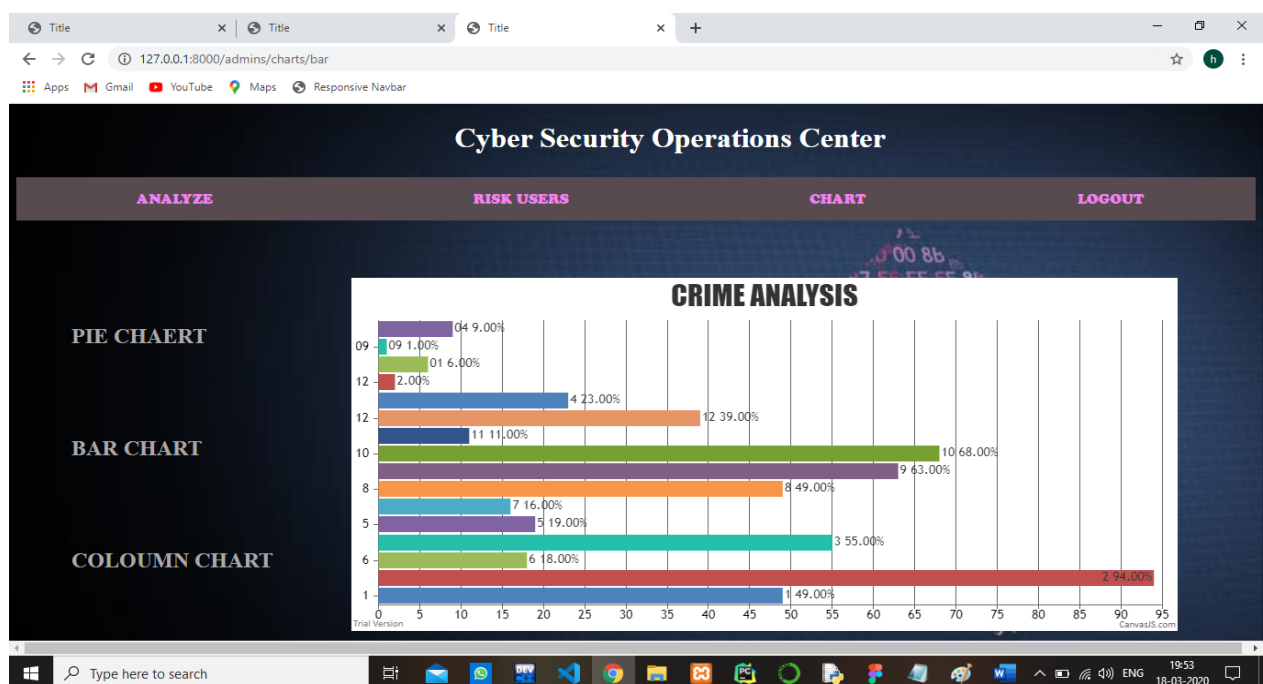 Title
Title
Title
127.0.0.1:8000/admins/charts/bar
h
Apps Gmail YouTube Maps Responsive Navbar
Cyber Security Operations Center
ANALYZE RISK USERS CHART LOGOUT
00 8b
PIE CHAERT
BAR CHART
COLOUMN CHART
CRIME ANALYSIS
04 9.00%
09 09 1.00%
01 6.00%
12 2.00%
4 23.00%
12 12 39.00%
11 11.00%
10 10 68.00%
9 63.00%
8 8 49.00%
7 16.00%
5 5 19.00%
3 55.00%
6 6 18.00%
2 94.00%
1 1 49.00%
0 5 10 15 20 25 30 35 40 45 50 55 60 65 70 75 80 85 90 95
Trial Version CanvasJS.com
Type here to search
DEV
PC
W
ENG
19:53
18-03-2020